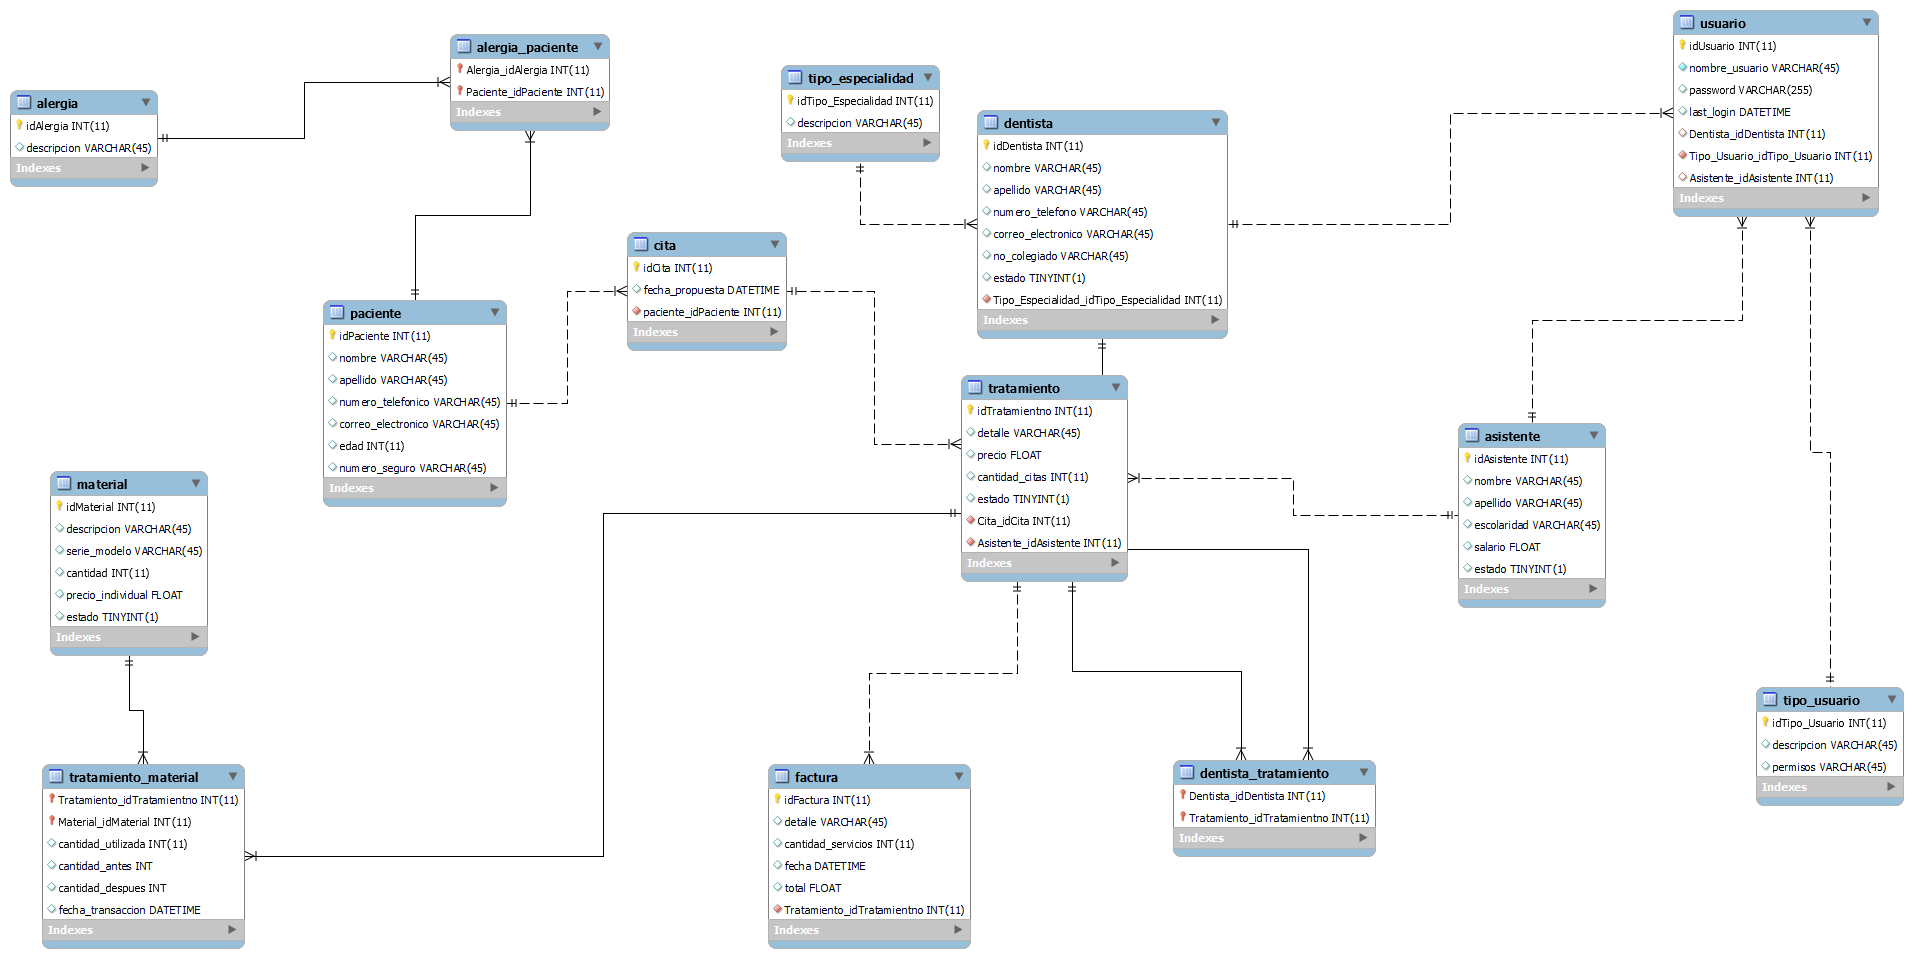 alergia_paciente
Alergia_idAlergia INT(11)
Paciente_idPaciente INT(11)
Indexes
alergia
idAlergia INT(11)
descripcion VARCHAR(45)
Indexes
tipo_especialidad
idTipo_Especialidad INT(11)
descripcion VARCHAR(45)
Indexes
dentista
idDentista INT(11)
nombre VARCHAR(45)
apellido VARCHAR(45)
numero_telefono VARCHAR(45)
correo_electronico VARCHAR(45)
no_colegiado VARCHAR(45)
estado TINYINT(1)
Tipo_Especialidad_idTipo_Especialidad INT(11)
Indexes
usuario
idUsuario INT(11)
nombre_usuario VARCHAR(45)
password VARCHAR(255)
last_login DATETIME
Dentista_idDentista INT(11)
Tipo_Usuario_idTipo_Usuario INT(11)
Asistente_idAsistente INT(11)
Indexes
cita
idCita INT(11)
fecha_propuesta DATETIME
paciente_idPaciente INT(11)
Indexes
paciente
idPaciente INT(11)
nombre VARCHAR(45)
apellido VARCHAR(45)
numero_telefonico VARCHAR(45)
correo_electronico VARCHAR(45)
edad INT(11)
numero_seguro VARCHAR(45)
Indexes
tratamiento
idTratamientno INT(11)
detalle VARCHAR(45)
precio FLOAT
cantidad_citas INT(11)
estado TINYINT(1)
Cita_idCita INT(11)
Asistente_idAsistente INT(11)
Indexes
asistente
idAsistente INT(11)
nombre VARCHAR(45)
apellido VARCHAR(45)
escolaridad VARCHAR(45)
salario FLOAT
estado TINYINT(1)
Indexes
material
idMaterial INT(11)
descripcion VARCHAR(45)
serie_modelo VARCHAR(45)
cantidad INT(11)
precio_individual FLOAT
estado TINYINT(1)
Indexes
tipo_usuario
idTipo_Usuario INT(11)
descripcion VARCHAR(45)
permisos VARCHAR(45)
Indexes
tratamiento_material
Tratamiento_idTratamientno INT(11)
Material_idMaterial INT(11)
cantidad_utilizada INT(11)
cantidad_antes INT
cantidad_despues INT
fecha_transaccion DATETIME
Indexes
factura
idFactura INT(11)
detalle VARCHAR(45)
cantidad_servicios INT(11)
fecha DATETIME
total FLOAT
Tratamiento_idTratamientno INT(11)
Indexes
dentista_tratamiento
Dentista_idDentista INT(11)
Tratamiento_idTratamientno INT(11)
Indexes